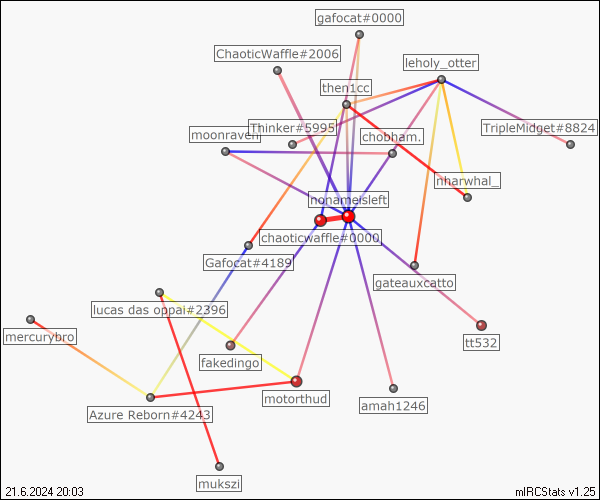 gafocat#0000
ChaoticWaffle#2006
leholy_otter
then1cc
Thinker#5995
TripleMidget#8824
moonraven
chobham.
nharwhal_
nonameisleft
chaoticwaffle#0000
Gafocat#4189
gateauxcatto
lucas das oppai#2396
mercurybro
tt532
fakedingo
motorthud
amah1246
Azure Reborn#4243
mukszi
21.6.2024 20:03
mIRCStats v1.25